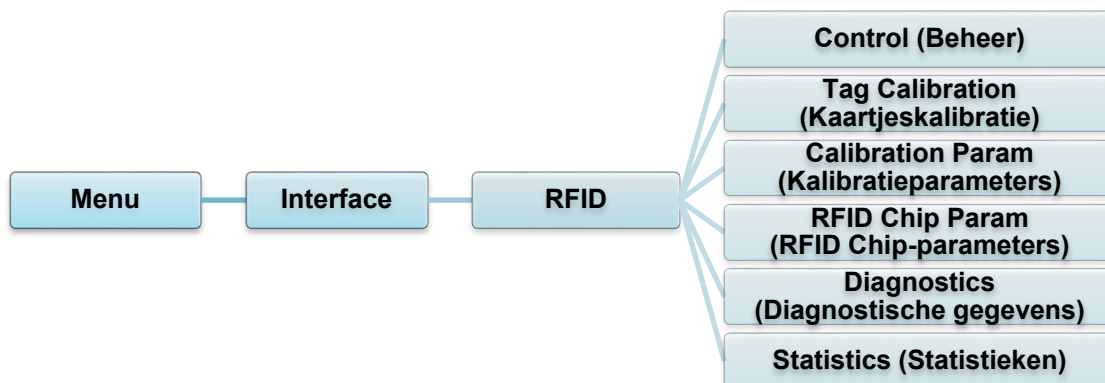 Menu
Interface
RFID
Control (Beheer)
Tag Calibration
(Kaartjeskalibratie)
Calibration Param
(Kalibratieparameters)
RFID Chip Param
(RFID Chip-parameters)
Diagnostics
(Diagnostische gegevens)
Statistics (Statistieken)